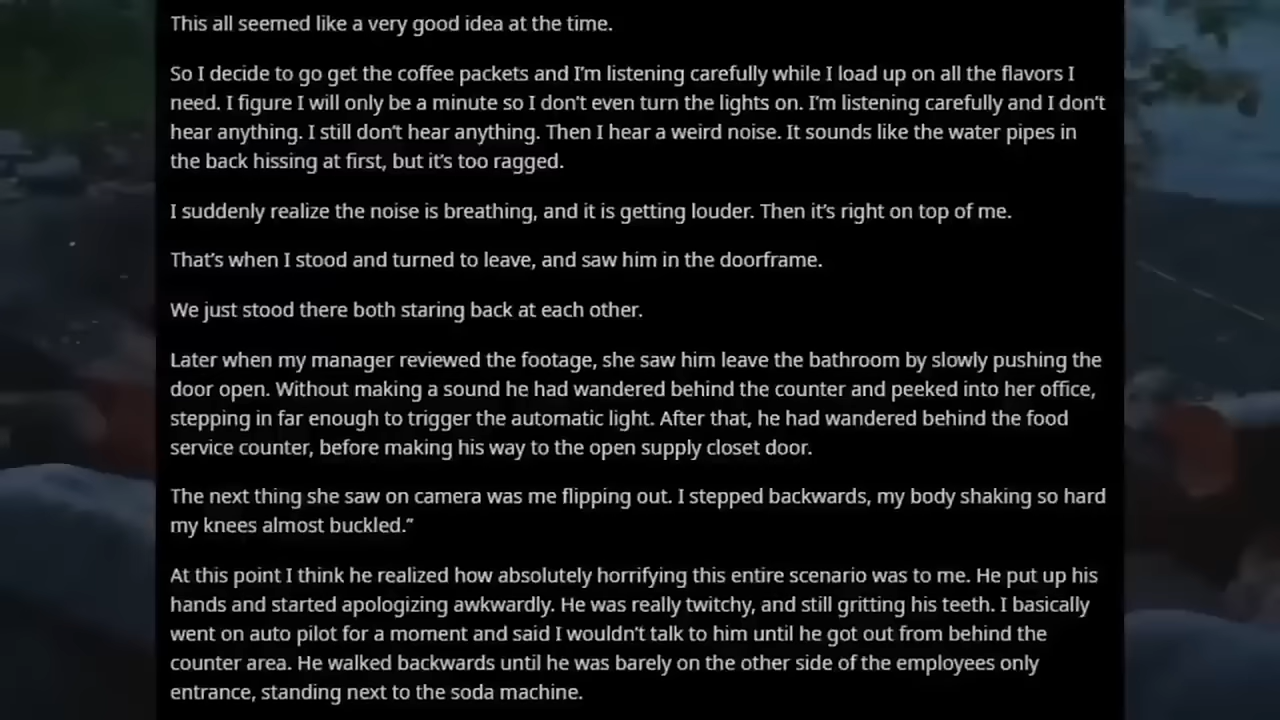 This all seemed like a very good idea at the time.
So I decide to go get the coffee packets and I'm listening carefully while I load up on all the flavors I
need. I figure I will only be a minute so I don't even turn the lights on. I'm listening carefully and I don't
hear anything. I still don't hear anything. Then I hear a weird noise. It sounds like the water pipes in
the back hissing at first, but it's too ragged.
I suddenly realize the noise is breathing, and it is getting louder. Then it's right on top of me.
That's when I stood and turned to leave, and saw him in the doorframe.
We just stood there both staring back at each other.
Later when my manager reviewed the footage, she saw him leave the bathroom by slowly pushing the
door open. Without making a sound he had wandered behind the counter and peeked into her office,
stepping in far enough to trigger the automatic light. After that, he had wandered behind the food
service counter, before making his way to the open supply closet door.
The next thing she saw on camera was me flipping out. I stepped backwards, my body shaking so hard
my knees almost buckled.”
At this point I think he realized how absolutely horrifying this entire scenario was to me. He put up his
hands and started apologizing awkwardly. He was really twitchy, and still gritting his teeth. I basically
went on auto pilot for a moment and said I wouldn't talk to him until he got out from behind the
counter area. He walked backwards until he was barely on the other side of the employees only
entrance, standing next to the soda machine.